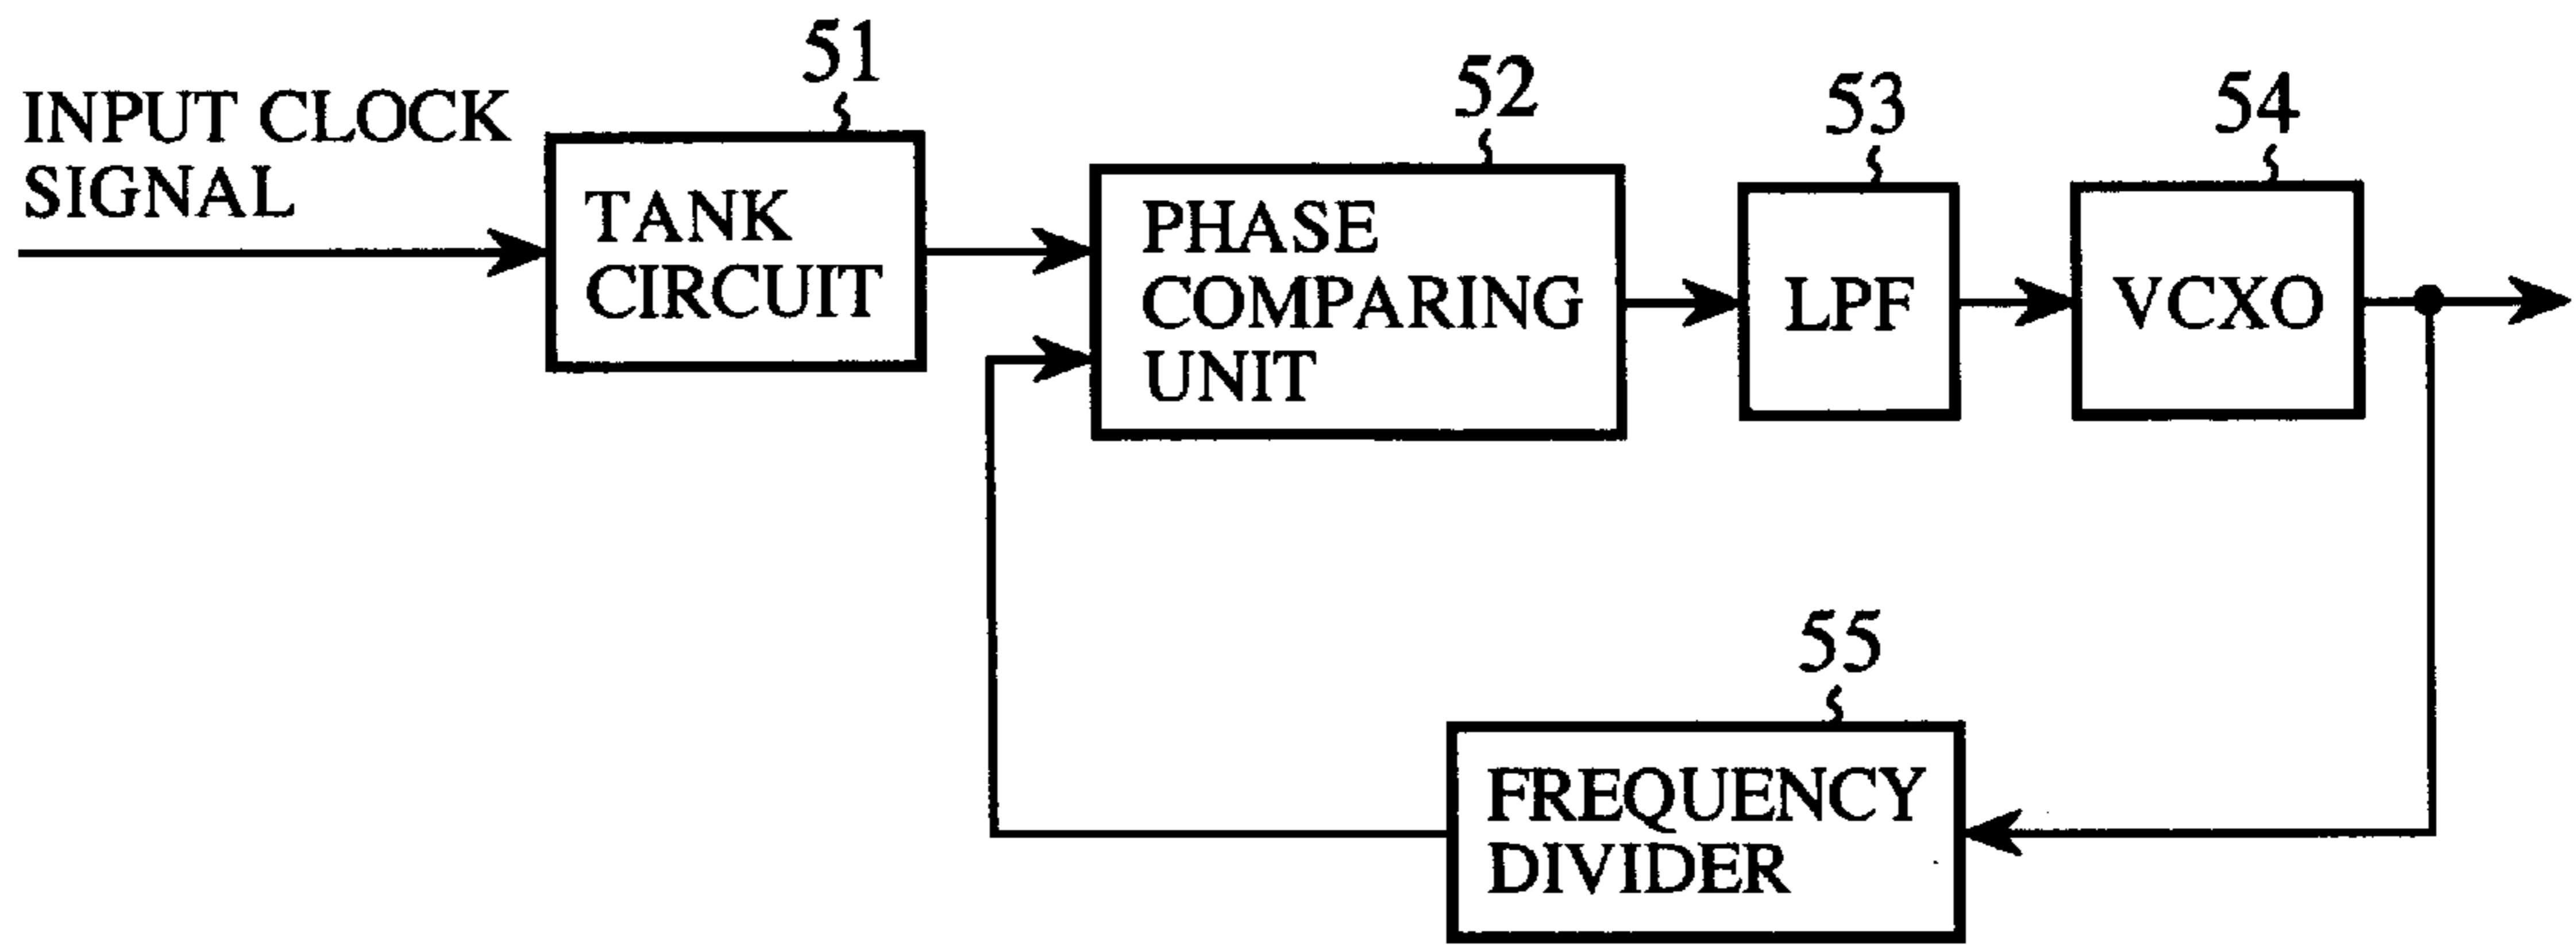 INPUT CLOCK
SIGNAL
51
TANK
CIRCUIT
52
PHASE
COMPARING
UNIT
53
LPF
54
VCXO
55
FREQUENCY
DIVIDER